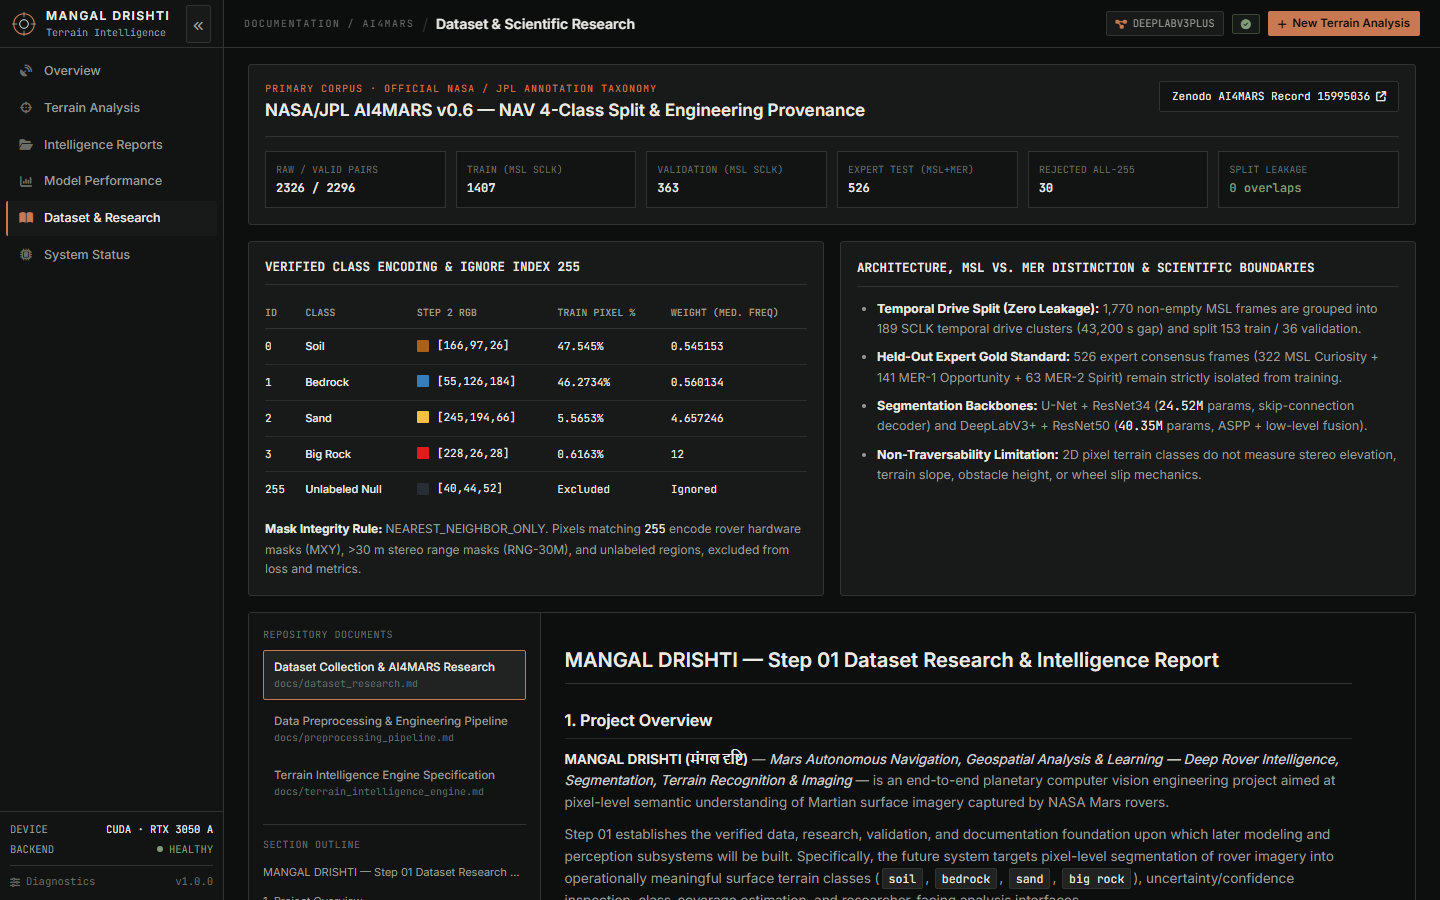 MANGAL DRISHTI
Terrain Intelligence
«
Overview
Terrain Analysis
Intelligence Reports
Model Performance
Dataset & Research
System Status
DEVICE CUDA · RTX 3050 A
BACKEND HEALTHY
Diagnostics v1.0.0
DOCUMENTATION / AI4MARS / Dataset & Scientific Research
DEEPLABV3PLUS
+ New Terrain Analysis
PRIMARY CORPUS · OFFICIAL NASA / JPL ANNOTATION TAXONOMY
NASA/JPL AI4MARS v0.6 — NAV 4-Class Split & Engineering Provenance
Zenodo AI4MARS Record 15995036
RAW / VALID PAIRS
2326 / 2296
TRAIN (MSL SCLK)
1407
VALIDATION (MSL SCLK)
363
EXPERT TEST (MSL+MER)
526
REJECTED ALL-255
30
SPLIT LEAKAGE
0 overlaps
VERIFIED CLASS ENCODING & IGNORE INDEX 255
ID CLASS STEP 2 RGB TRAIN PIXEL % WEIGHT (MED. FREQ)
0 Soil [166,97,26] 47.545% 0.545153
1 Bedrock [55,126,184] 46.2734% 0.560134
2 Sand [245,194,66] 5.5653% 4.657246
3 Big Rock [228,26,28] 0.6163% 12
255 Unlabeled Null [40,44,52] Excluded Ignored
Mask Integrity Rule: NEAREST_NEIGHBOR_ONLY. Pixels matching 255 encode rover hardware
masks (MXY), >30 m stereo range masks (RNG-30M), and unlabeled regions, excluded from
loss and metrics.
ARCHITECTURE, MSL VS. MER DISTINCTION & SCIENTIFIC BOUNDARIES
• Temporal Drive Split (Zero Leakage): 1,770 non-empty MSL frames are grouped into
189 SCLK temporal drive clusters (43,200 s gap) and split 153 train / 36 validation.
• Held-Out Expert Gold Standard: 526 expert consensus frames (322 MSL Curiosity +
141 MER-1 Opportunity + 63 MER-2 Spirit) remain strictly isolated from training.
• Segmentation Backbones: U-Net + ResNet34 (24.52M params, skip-connection
decoder) and DeepLabV3+ + ResNet50 (40.35M params, ASPP + low-level fusion).
• Non-Traversability Limitation: 2D pixel terrain classes do not measure stereo elevation,
terrain slope, obstacle height, or wheel slip mechanics.
REPOSITORY DOCUMENTS
Dataset Collection & AI4MARS Research
docs/dataset_research.md
Data Preprocessing & Engineering Pipeline
docs/preprocessing_pipeline.md
Terrain Intelligence Engine Specification
docs/terrain_intelligence_engine.md
SECTION OUTLINE
MANGAL DRISHTI — Step 01 Dataset Research ...
1. Project Overview
MANGAL DRISHTI — Step 01 Dataset Research & Intelligence Report
1. Project Overview
MANGAL DRISHTI (मंगल दृष्टि) — Mars Autonomous Navigation, Geospatial Analysis & Learning — Deep Rover Intelligence,
Segmentation, Terrain Recognition & Imaging — is an end-to-end planetary computer vision engineering project aimed at
pixel-level semantic understanding of Martian surface imagery captured by NASA Mars rovers.
Step 01 establishes the verified data, research, validation, and documentation foundation upon which later modeling and
perception subsystems will be built. Specifically, the future system targets pixel-level segmentation of rover imagery into
operationally meaningful surface terrain classes ( soil , bedrock , sand , big rock ), uncertainty/confidence
inspection, class coverage estimation, and researcher-facing analysis interfaces.